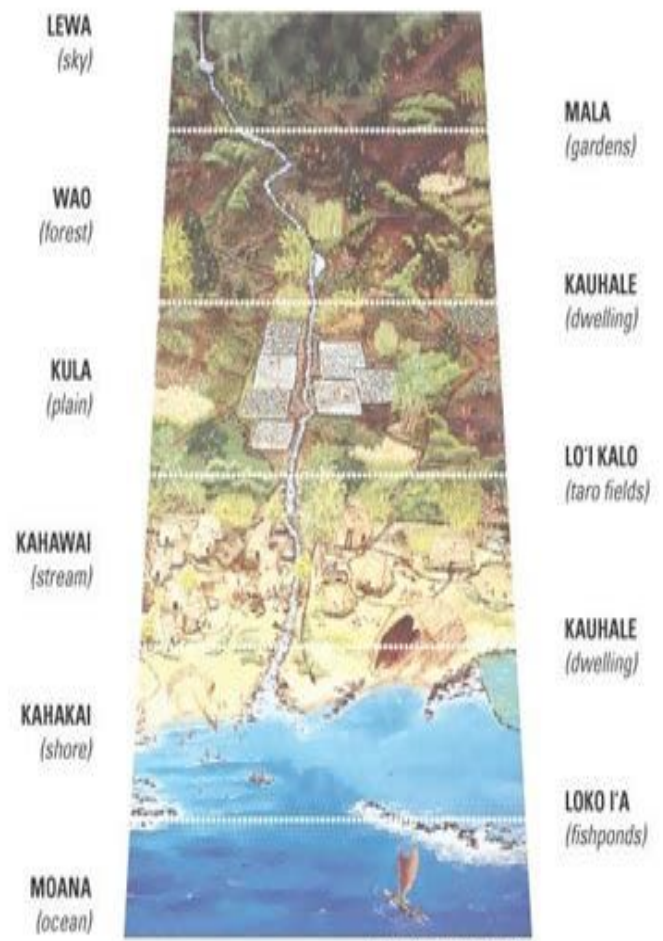 LEWA
(sky)
WAO
(forest)
KULA
(plain)
KAHAWAI
(stream)
KAHAKAI
(shore)
MOANA
(ocean)
MALA
(gardens)
KAUHALE
(dwelling)
LO'I KALO
(taro fields)
KAUHALE
(dwelling)
LOKO I'A
(fishponds)